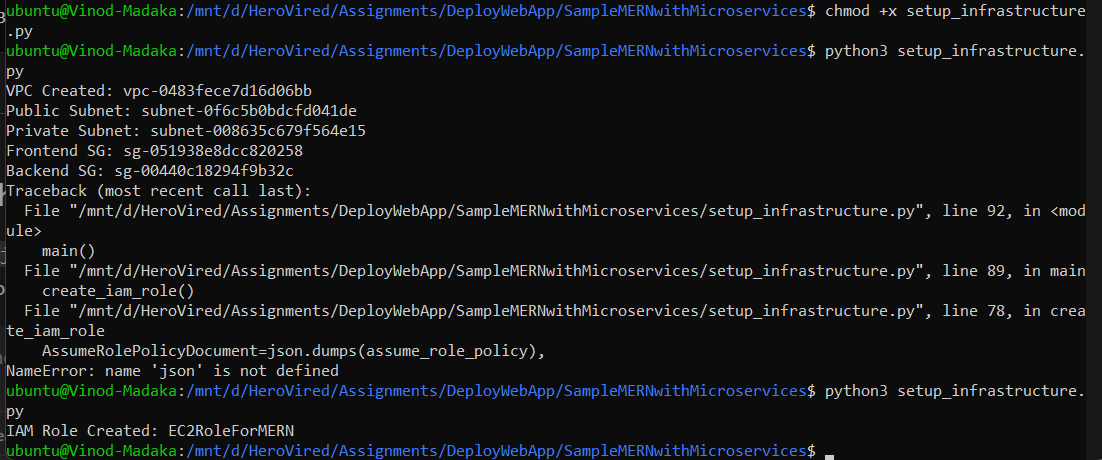 ubuntu@Vinod-Madaka:/mnt/d/HeroVired/Assignments/DeployWebApp/SampleMERNwithMicroservices$ chmod +x setup_infrastructure
.py
ubuntu@Vinod-Madaka:/mnt/d/HeroVired/Assignments/DeployWebApp/SampleMERNwithMicroservices$ python3 setup_infrastructure.
py
VPC Created: vpc-0483fece7d16d06bb
Public Subnet: subnet-0f6c5b0bdcfd041de
Private Subnet: subnet-008635c679f564e15
Frontend SG: sg-051938e8dcc820258
Backend SG: sg-00440c18294f9b32c
Traceback (most recent call last):
  File "/mnt/d/HeroVired/Assignments/DeployWebApp/SampleMERNwithMicroservices/setup_infrastructure.py", line 92, in <mod
ule>
    main()
  File "/mnt/d/HeroVired/Assignments/DeployWebApp/SampleMERNwithMicroservices/setup_infrastructure.py", line 89, in main
    create_iam_role()
  File "/mnt/d/HeroVired/Assignments/DeployWebApp/SampleMERNwithMicroservices/setup_infrastructure.py", line 78, in crea
te_iam_role
    AssumeRolePolicyDocument=json.dumps(assume_role_policy),
NameError: name 'json' is not defined
ubuntu@Vinod-Madaka:/mnt/d/HeroVired/Assignments/DeployWebApp/SampleMERNwithMicroservices$ python3 setup_infrastructure.
py
IAM Role Created: EC2RoleForMERN
ubuntu@Vinod-Madaka:/mnt/d/HeroVired/Assignments/DeployWebApp/SampleMERNwithMicroservices$